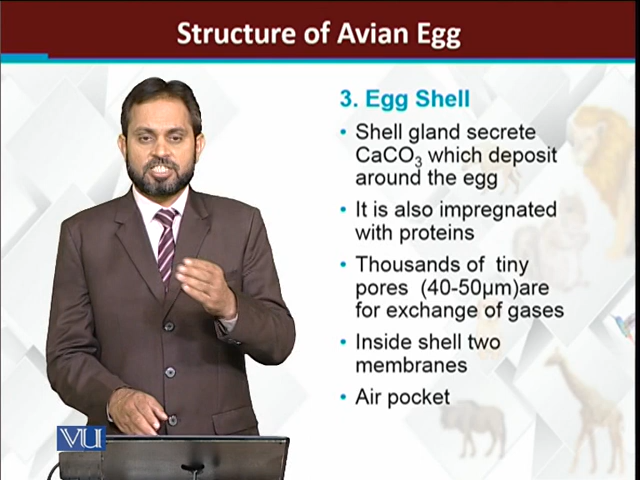 Structure of Avian Egg
3. Egg Shell
• Shell gland secrete
CaCO₃ which deposit
around the egg
• It is also impregnated
with proteins
• Thousands of tiny
pores (40-50µm)are
for exchange of gases
• Inside shell two
membranes
• Air pocket
VU